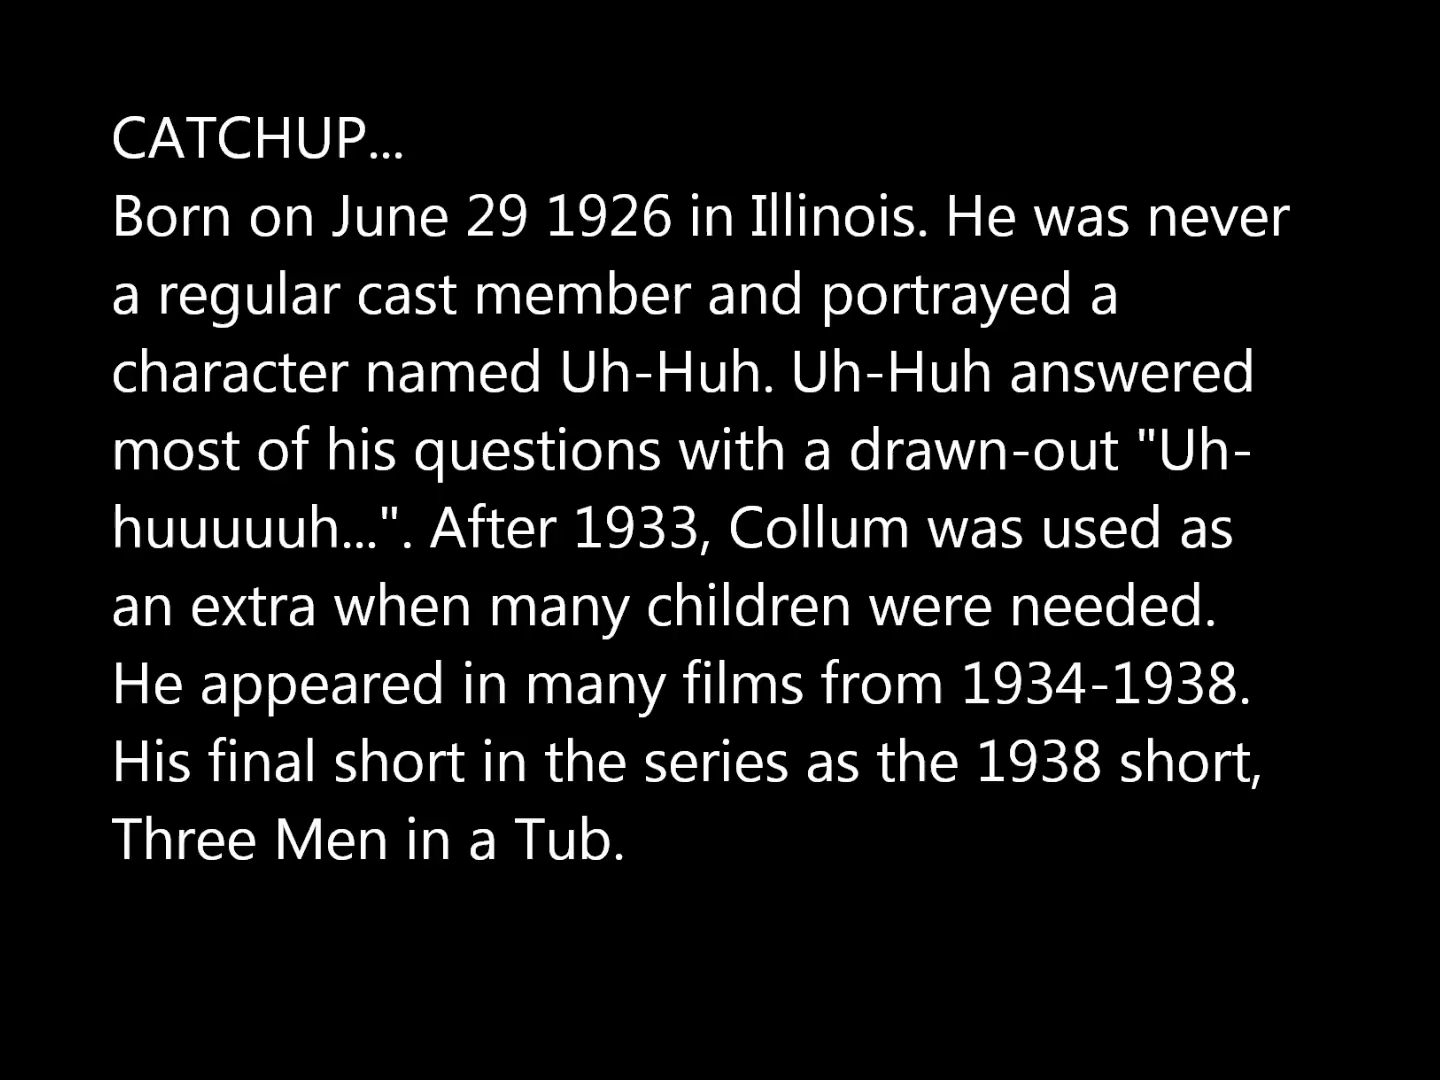 CATCHUP...
Born on June 29 1926 in Illinois. He was never
a regular cast member and portrayed a
character named Uh-Huh. Uh-Huh answered
most of his questions with a drawn-out "Uh-
huuuuuh...". After 1933, Collum was used as
an extra when many children were needed.
He appeared in many films from 1934-1938.
His final short in the series as the 1938 short,
Three Men in a Tub.